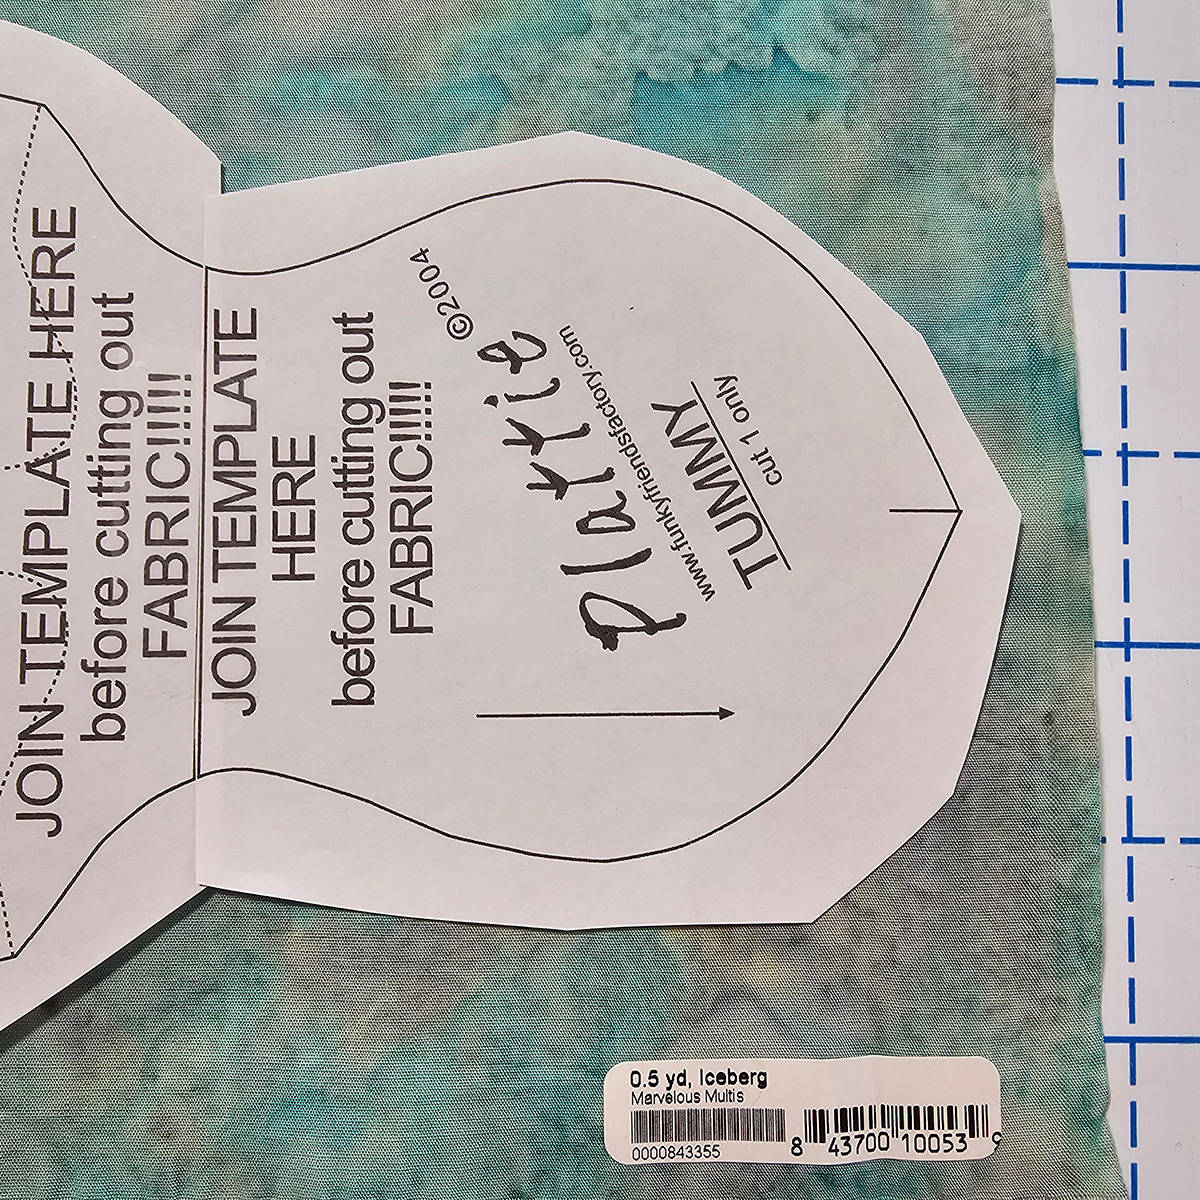 JOIN TEMPLATE HERE
before cutting out
FABRIC!!!!!!
JOIN TEMPLATE
HERE
before cutting out
FABRIC!!!!!!
©2004
Platyie
www.funkyfriendsfactory.com
TUMMY
cut 1 only
0.5 yd, Iceberg
Marvelous Multis
0000843355
8 43700 10053 9